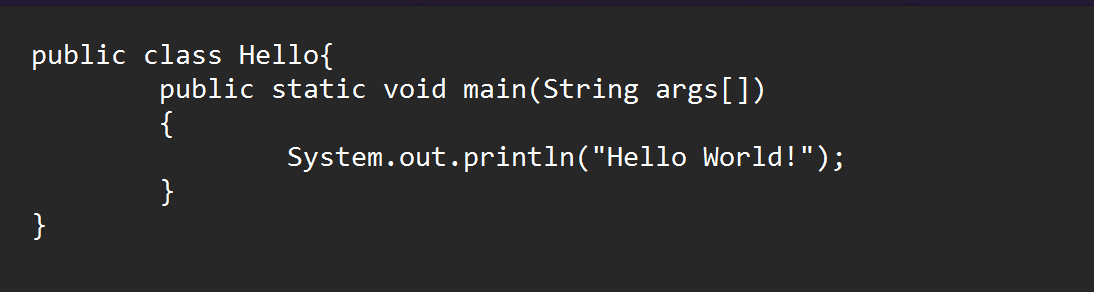 public class Hello{
        public static void main(String args[])
        {
                System.out.println("Hello World!");
        }
}